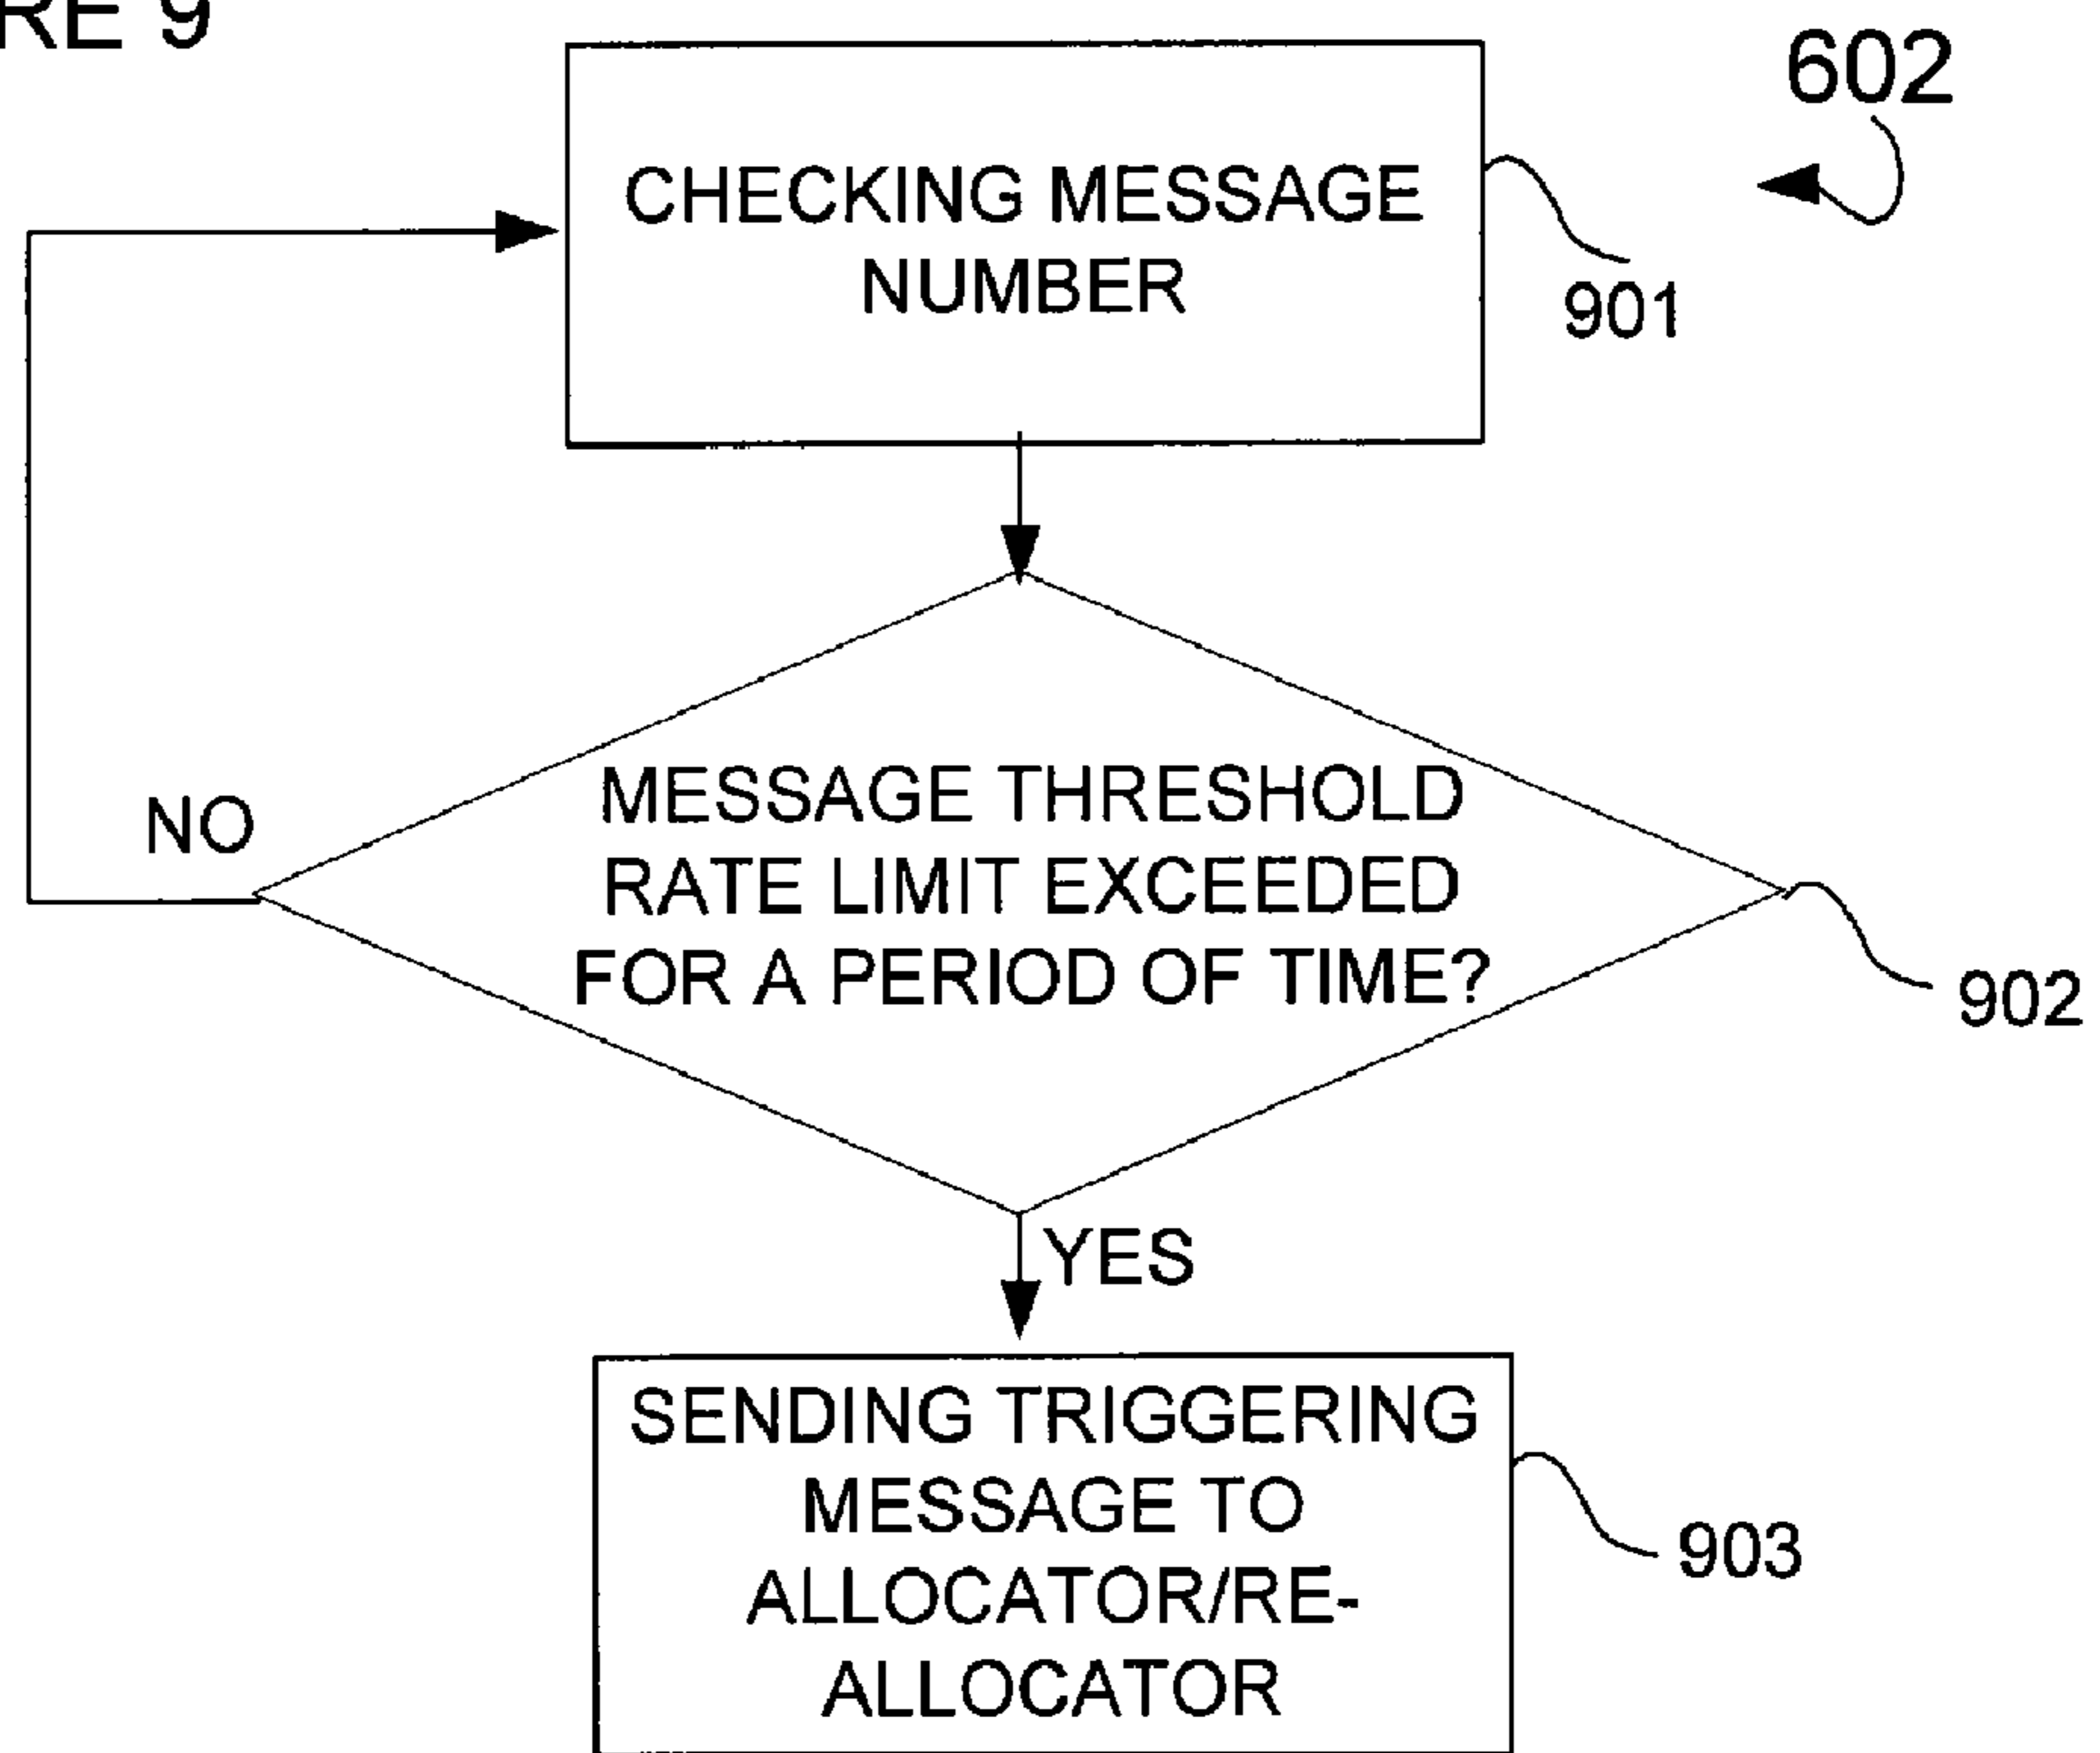 RE 9
602
CHECKING MESSAGE
NUMBER
901
MESSAGE THRESHOLD
RATE LIMIT EXCEEDED
FOR A PERIOD OF TIME?
NO
902
YES
SENDING TRIGGERING
MESSAGE TO
ALLOCATOR/RE-
ALLOCATOR
903